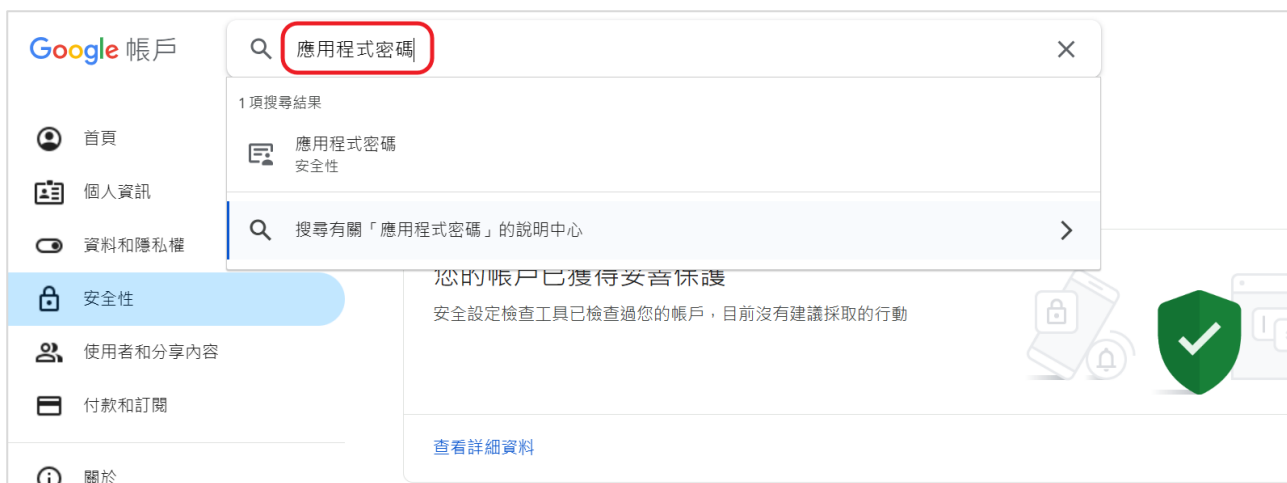 Google 帳戶
應用程式密碼
1 項搜尋結果
應用程式密碼
安全性
搜尋有關「應用程式密碼」的說明中心
首頁
個人資訊
資料和隱私權
安全性
使用者和分享內容
付款和訂閱
關於
您的帳戶已獲得妥善保護
安全設定檢查工具已檢查過您的帳戶，目前沒有建議採取的行動
查看詳細資料